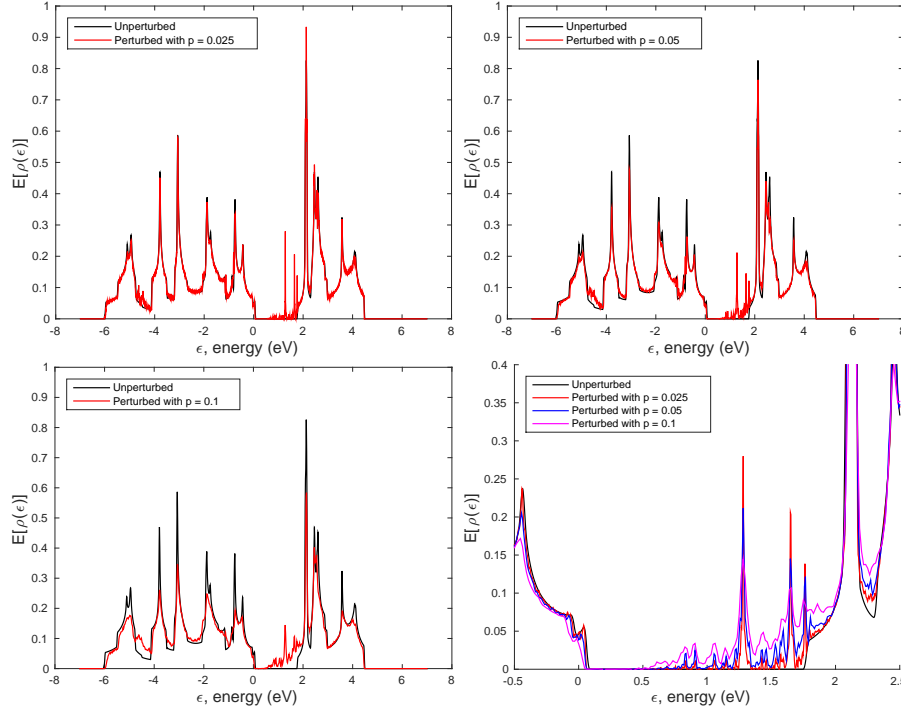 Unperturbed
Perturbed with p = 0.025
E[ρ(ϵ)]
1
0.9
0.8
0.7
0.6
0.5
0.4
0.3
0.2
0.1
0
-8 -6 -4 -2 0 2 4 6 8
ϵ, energy (eV)
Unperturbed
Perturbed with p = 0.05
E[ρ(ϵ)]
1
0.9
0.8
0.7
0.6
0.5
0.4
0.3
0.2
0.1
0
-8 -6 -4 -2 0 2 4 6 8
ϵ, energy (eV)
Unperturbed
Perturbed with p = 0.1
E[ρ(ϵ)]
1
0.9
0.8
0.7
0.6
0.5
0.4
0.3
0.2
0.1
0
-8 -6 -4 -2 0 2 4 6 8
ϵ, energy (eV)
Unperturbed
Perturbed with p = 0.025
Perturbed with p = 0.05
Perturbed with p = 0.1
E[ρ(ϵ)]
0.4
0.35
0.3
0.25
0.2
0.15
0.1
0.05
0
-0.5 0 0.5 1 1.5 2 2.5
ϵ, energy (eV)